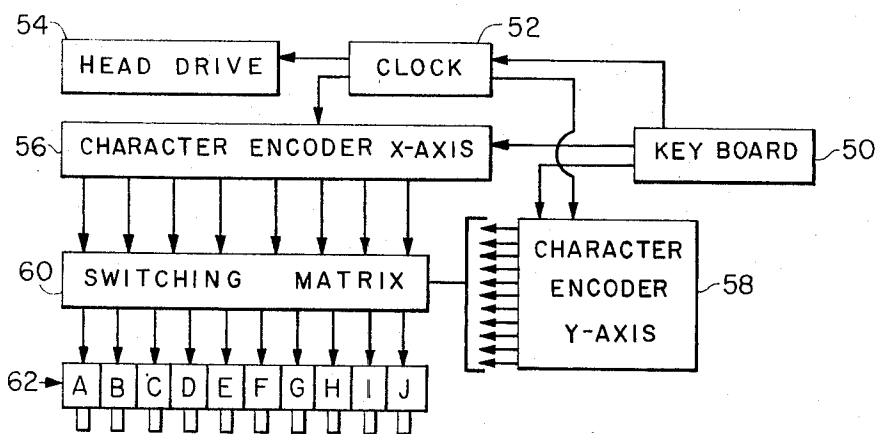 54
52
HEAD DRIVE
CLOCK
56
CHARACTER ENCODER X-AXIS
KEY BOARD
50
60
SWITCHING MATRIX
CHARACTER
ENCODER
Y-AXIS
58
62
A B C D E F G H I J